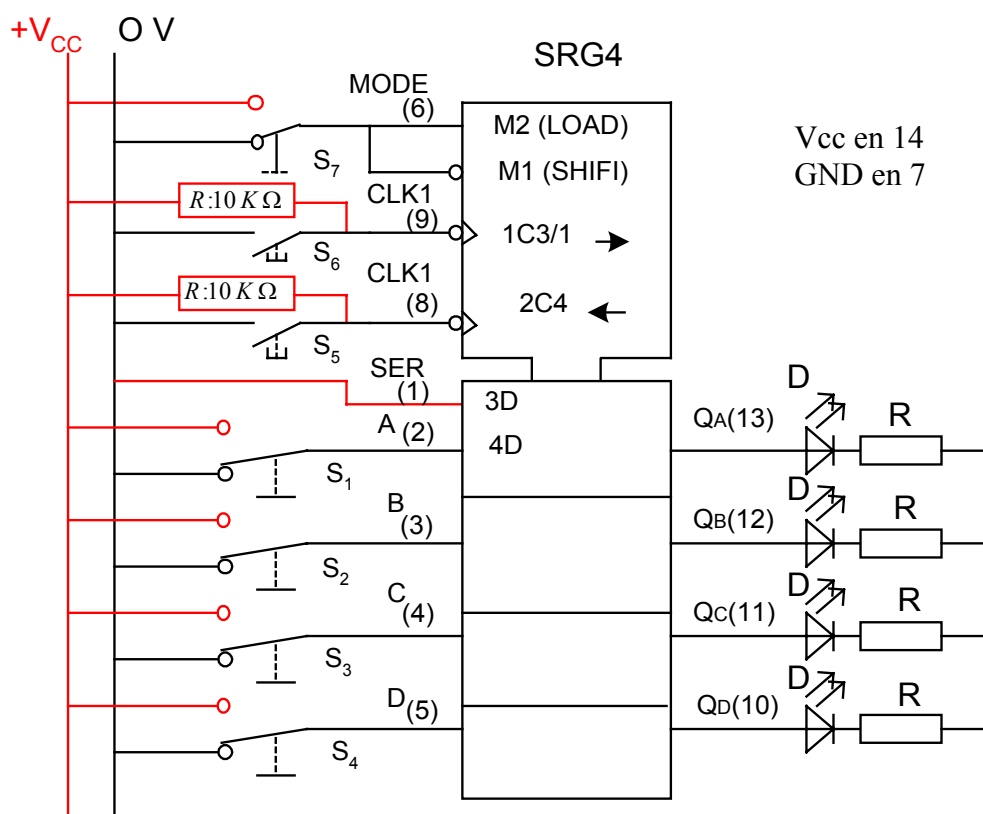 +VCC
O V
SRG4
MODE
(6)
M2 (LOAD)
Vcc en 14
S7
M1 (SHIFI)
GND en 7
R:10 K Ω
CLK1
(9)
1C3/1
S6
R:10 K Ω
CLK1
(8)
2C4
S5
SER
(1)
3D
D
R
A (2)
4D
QA(13)
S1
B
(3)
D
R
QB(12)
S2
C
(4)
D
R
QC(11)
S3
D
(5)
D
R
QD(10)
S4